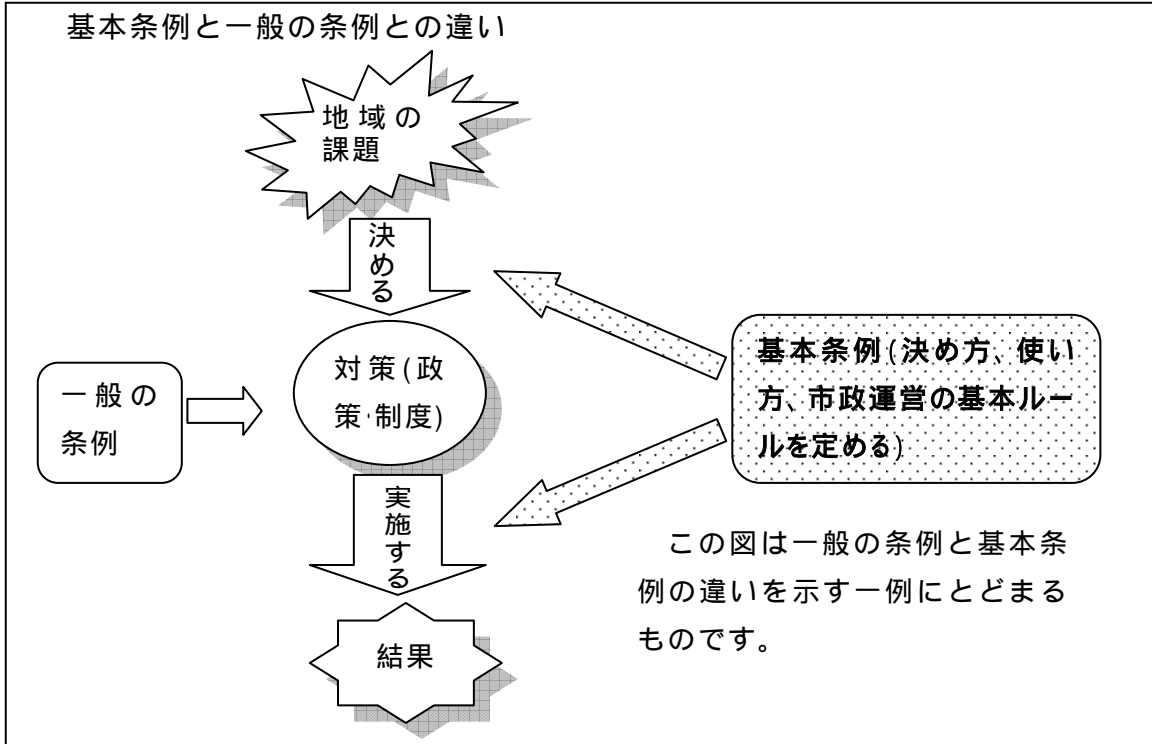 基本条例と一般の条例との違い
地域の
課題
決める
対策(政
策・制度)
一般の
条例
基本条例(決め方、使い
方、市政運営の基本ルー
ルを定める)
実施する
この図は一般の条例と基本条
例の違いを示す一例にとどまる
ものです。
結果